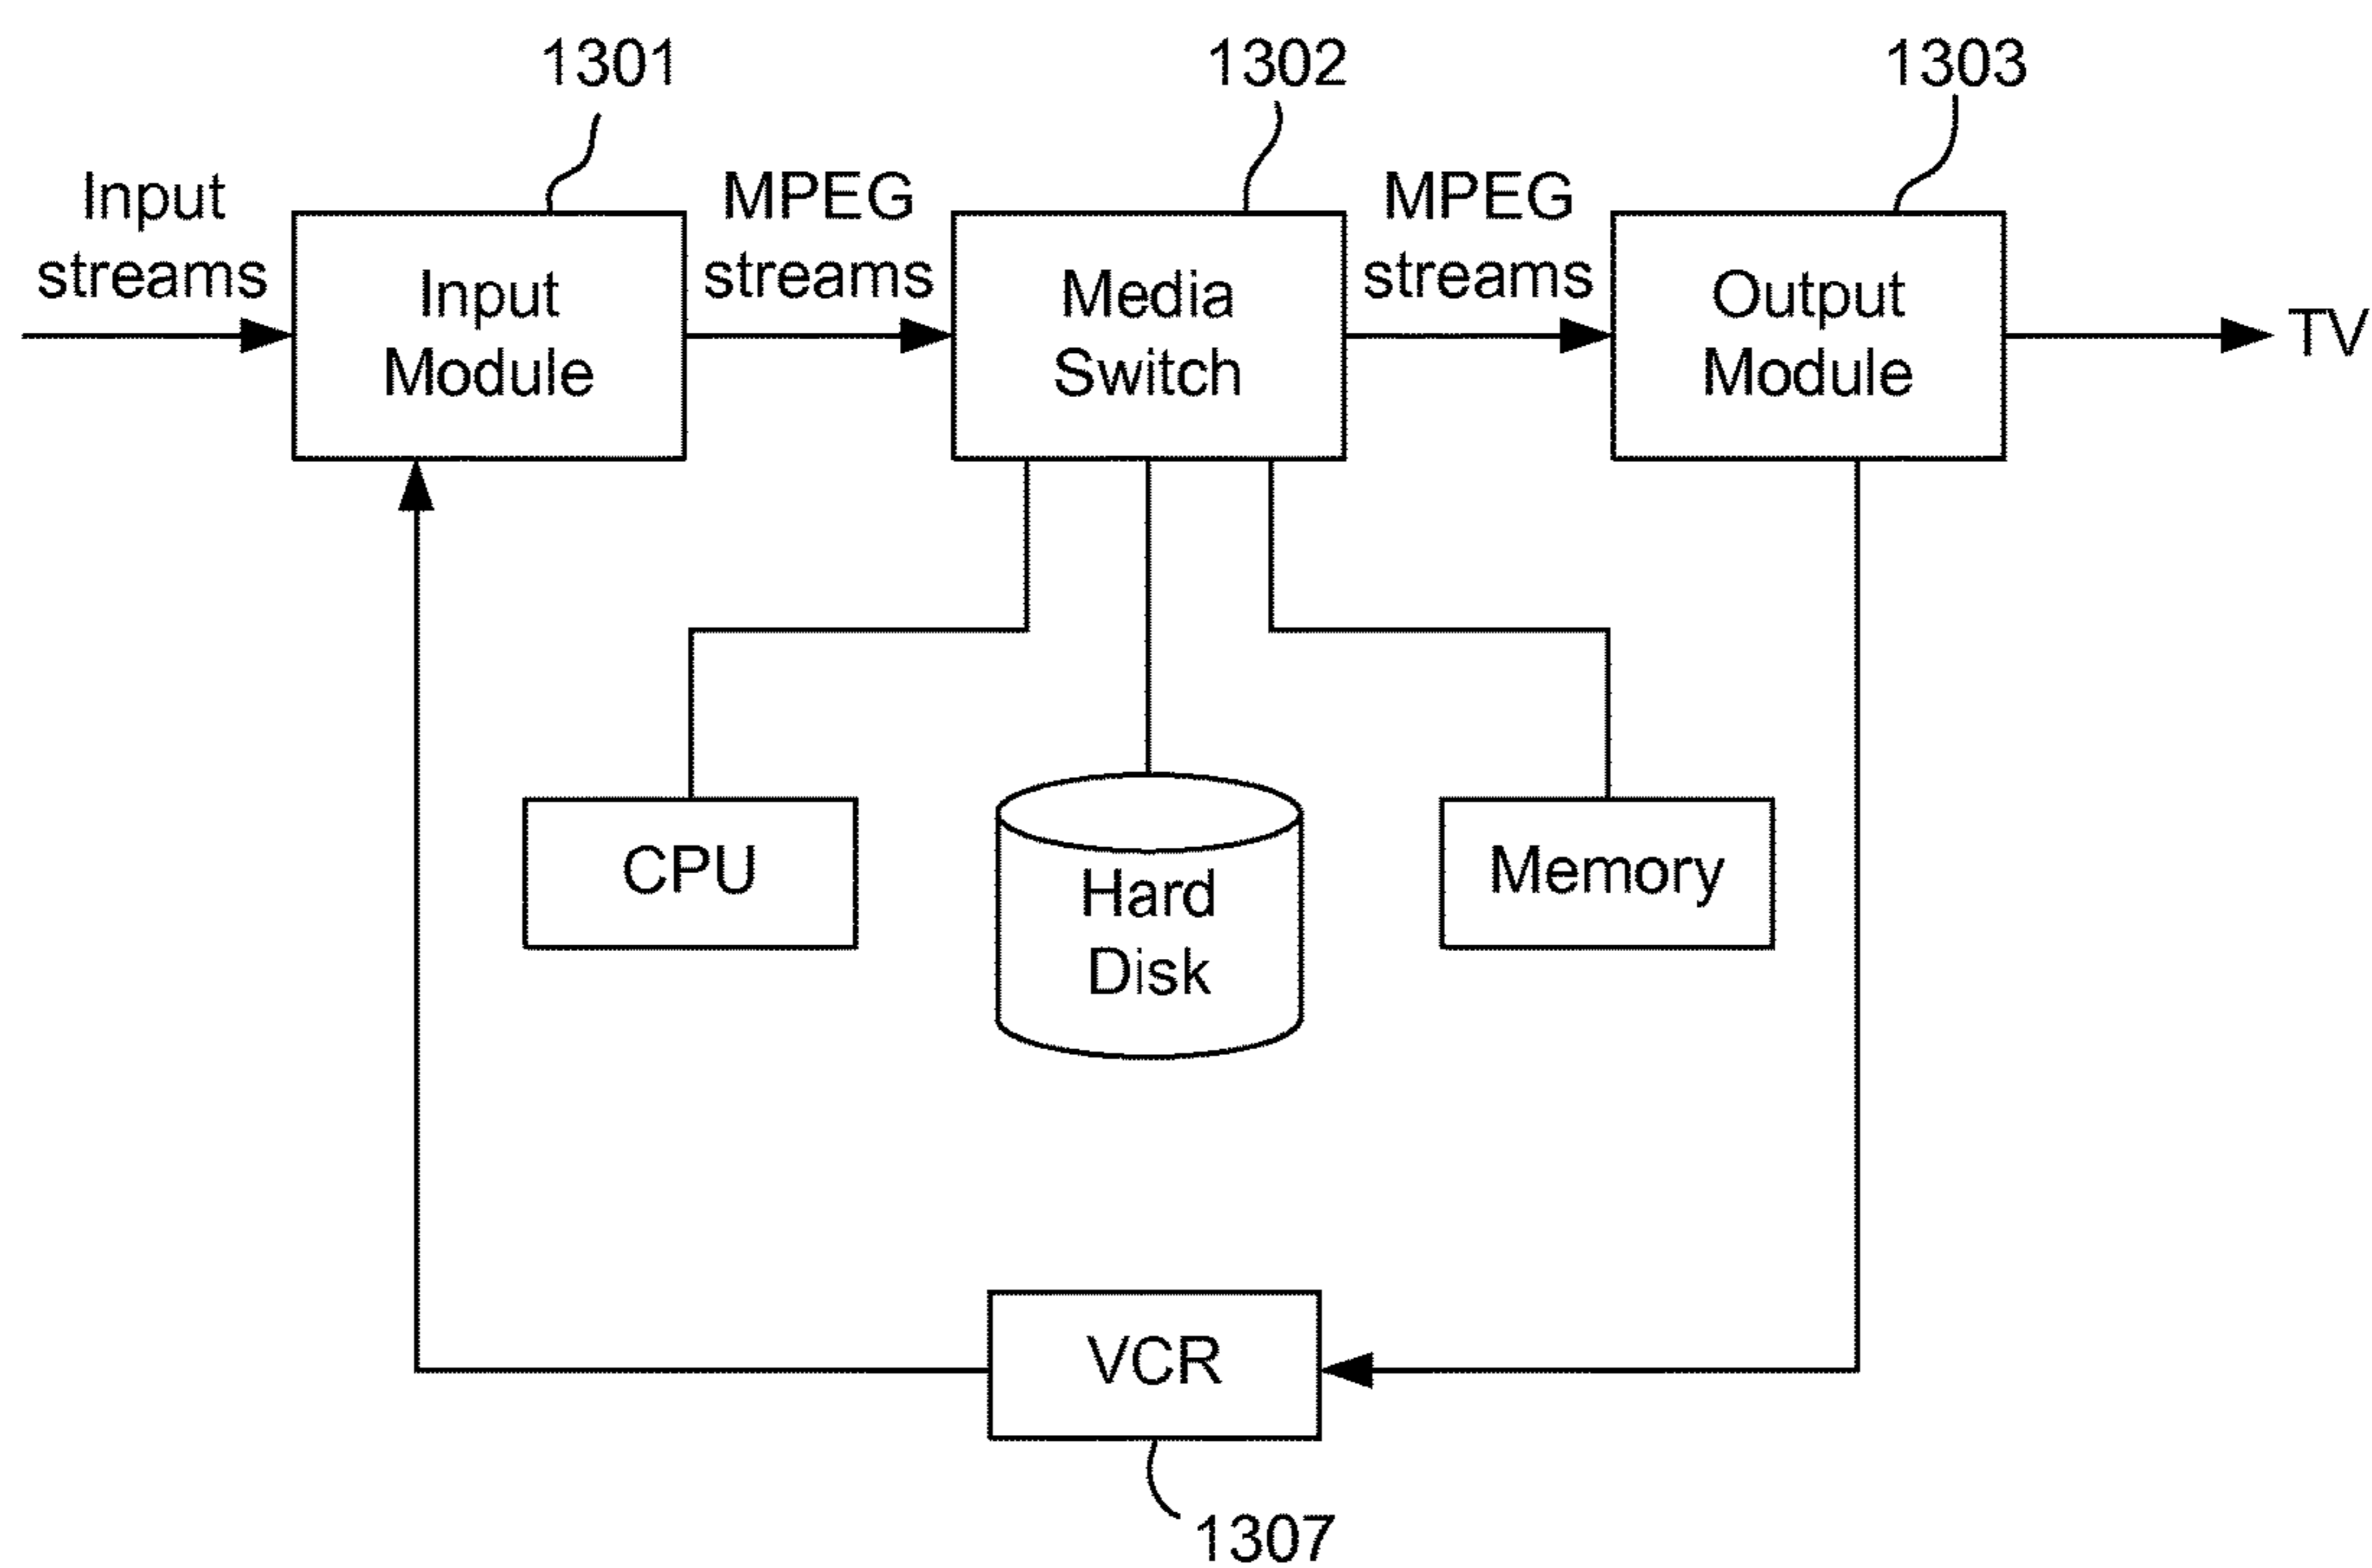 1301
1302
1303
Input
streams
MPEG
streams
MPEG
streams
Input
Module
Media
Switch
Output
Module
TV
CPU
Hard
Disk
Memory
VCR
1307